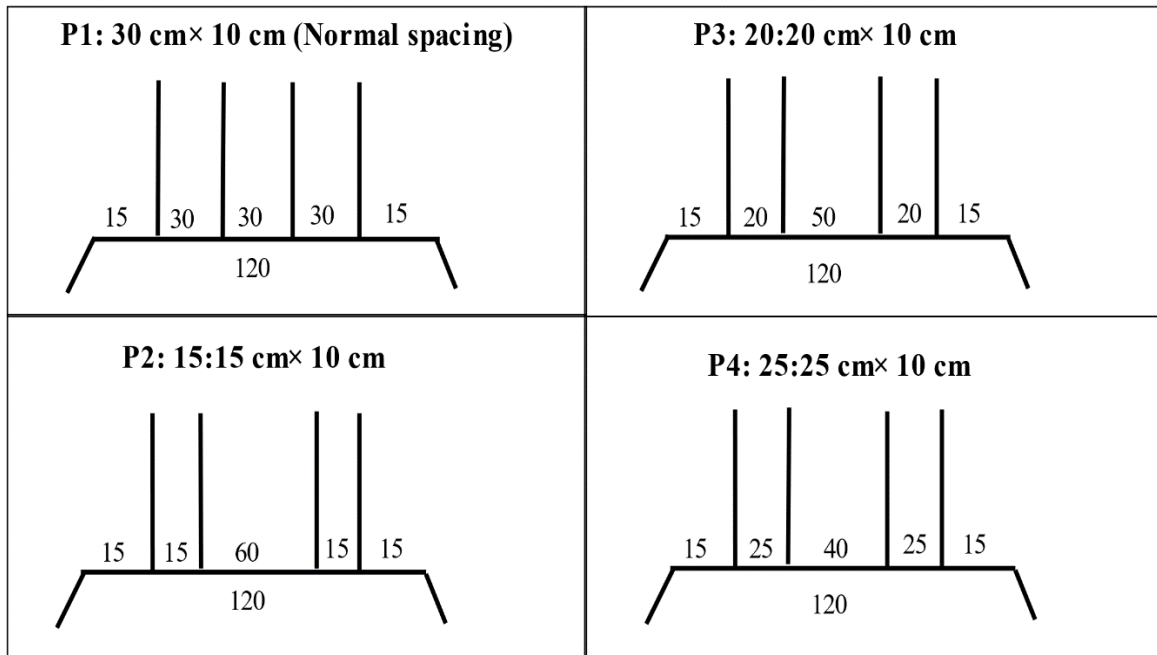 P1: 30 cm× 10 cm (Normal spacing)
15 30 30 30 15
120
P3: 20:20 cm× 10 cm
15 20 50 20 15
120
P2: 15:15 cm× 10 cm
15 15 60 15 15
120
P4: 25:25 cm× 10 cm
15 25 40 25 15
120